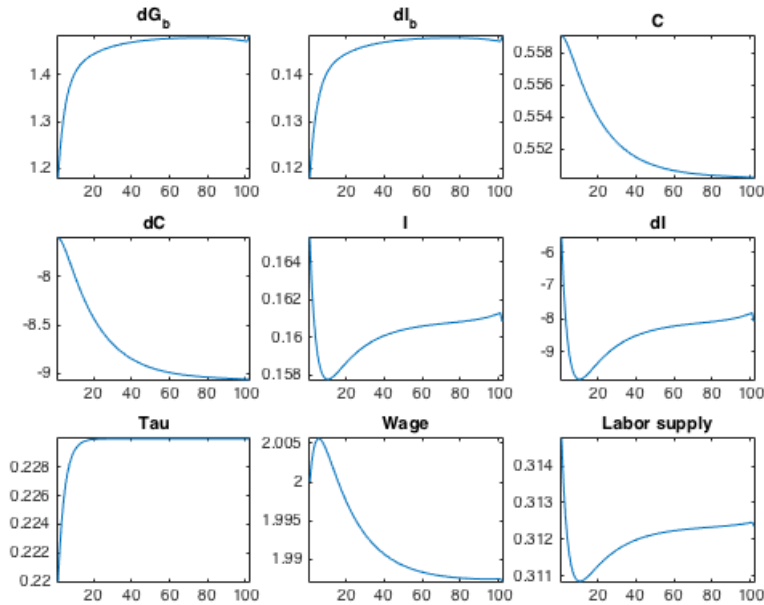 dG_b
1.4
1.3
1.2
20 40 60 80 100
dI_b
0.14
0.13
0.12
20 40 60 80 100
C
0.558
0.556
0.554
0.552
20 40 60 80 100
dC
-8
-8.5
-9
20 40 60 80 100
I
0.164
0.162
0.16
0.158
20 40 60 80 100
dI
-6
-7
-8
-9
20 40 60 80 100
Tau
0.228
0.226
0.224
0.222
0.22
20 40 60 80 100
Wage
2.005
2
1.995
1.99
20 40 60 80 100
Labor supply
0.314
0.313
0.312
0.311
20 40 60 80 100